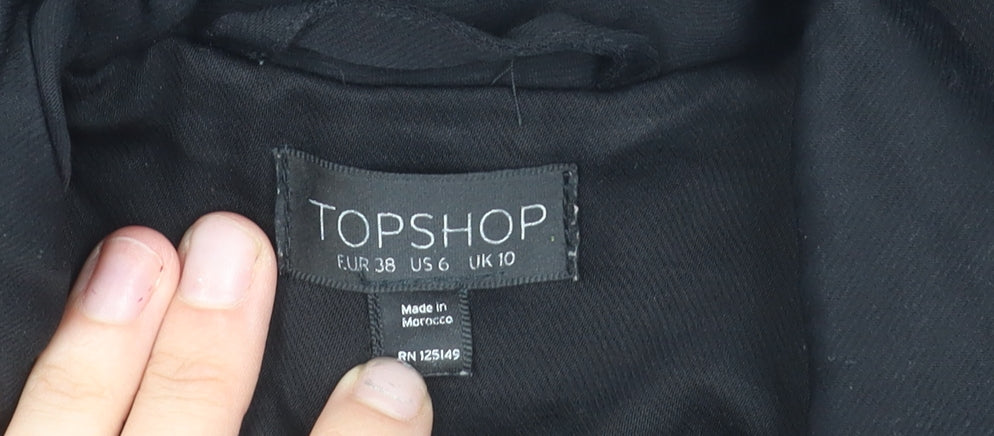 TOPSHOP
EUR 38 US 6 UK 10
Made in
Morocco
RN 125149